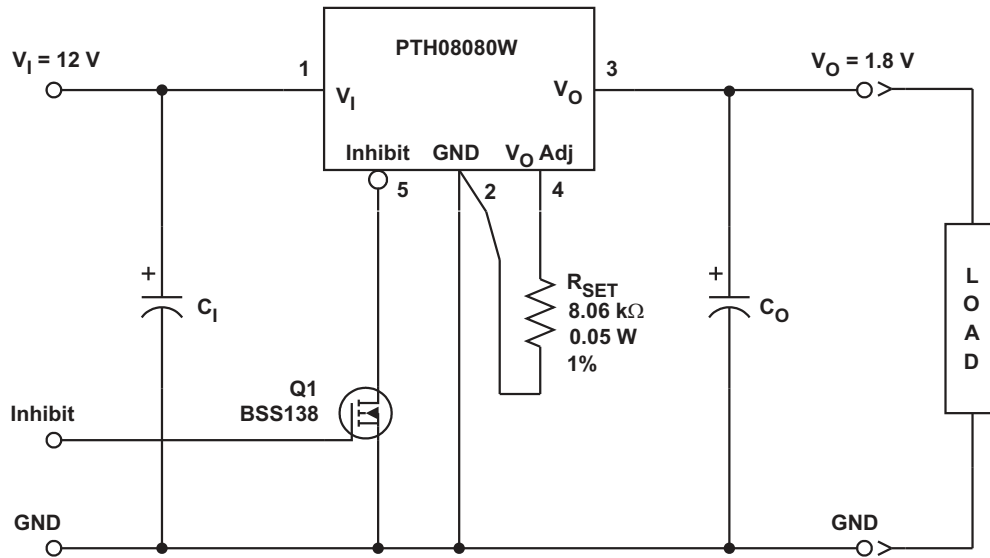 PTH08080W
V_I = 12 V
1
3
V_O = 1.8 V
V_I
V_O
Inhibit
GND
V_O Adj
5
2
4
+
C_I
R_SET
8.06 kΩ
0.05 W
1%
+
C_O
L
O
A
D
Q1
BSS138
Inhibit
GND
GND